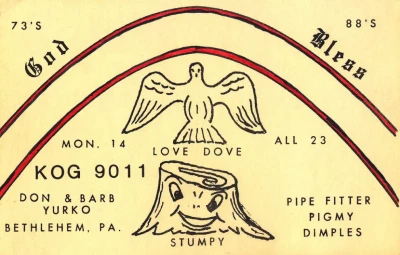 73'S 88'S
God Bless
MON. 14 LOVE DOVE ALL 23
KOG 9011
DON & BARB
YURKO
BETHLEHEM, PA.
STUMPY
PIPE FITTER
PIGMY
DIMPLES